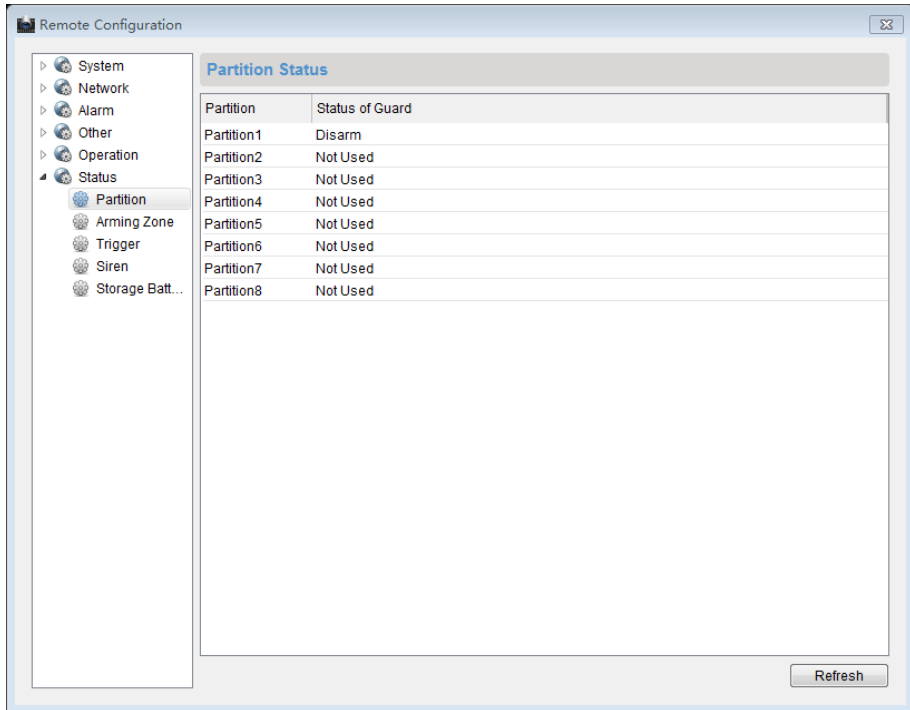 Remote Configuration
System
Network
Alarm
Other
Operation
Status
Partition
Arming Zone
Trigger
Siren
Storage Batt...
Partition Status
Partition Status of Guard
Partition1 Disarm
Partition2 Not Used
Partition3 Not Used
Partition4 Not Used
Partition5 Not Used
Partition6 Not Used
Partition7 Not Used
Partition8 Not Used
Refresh